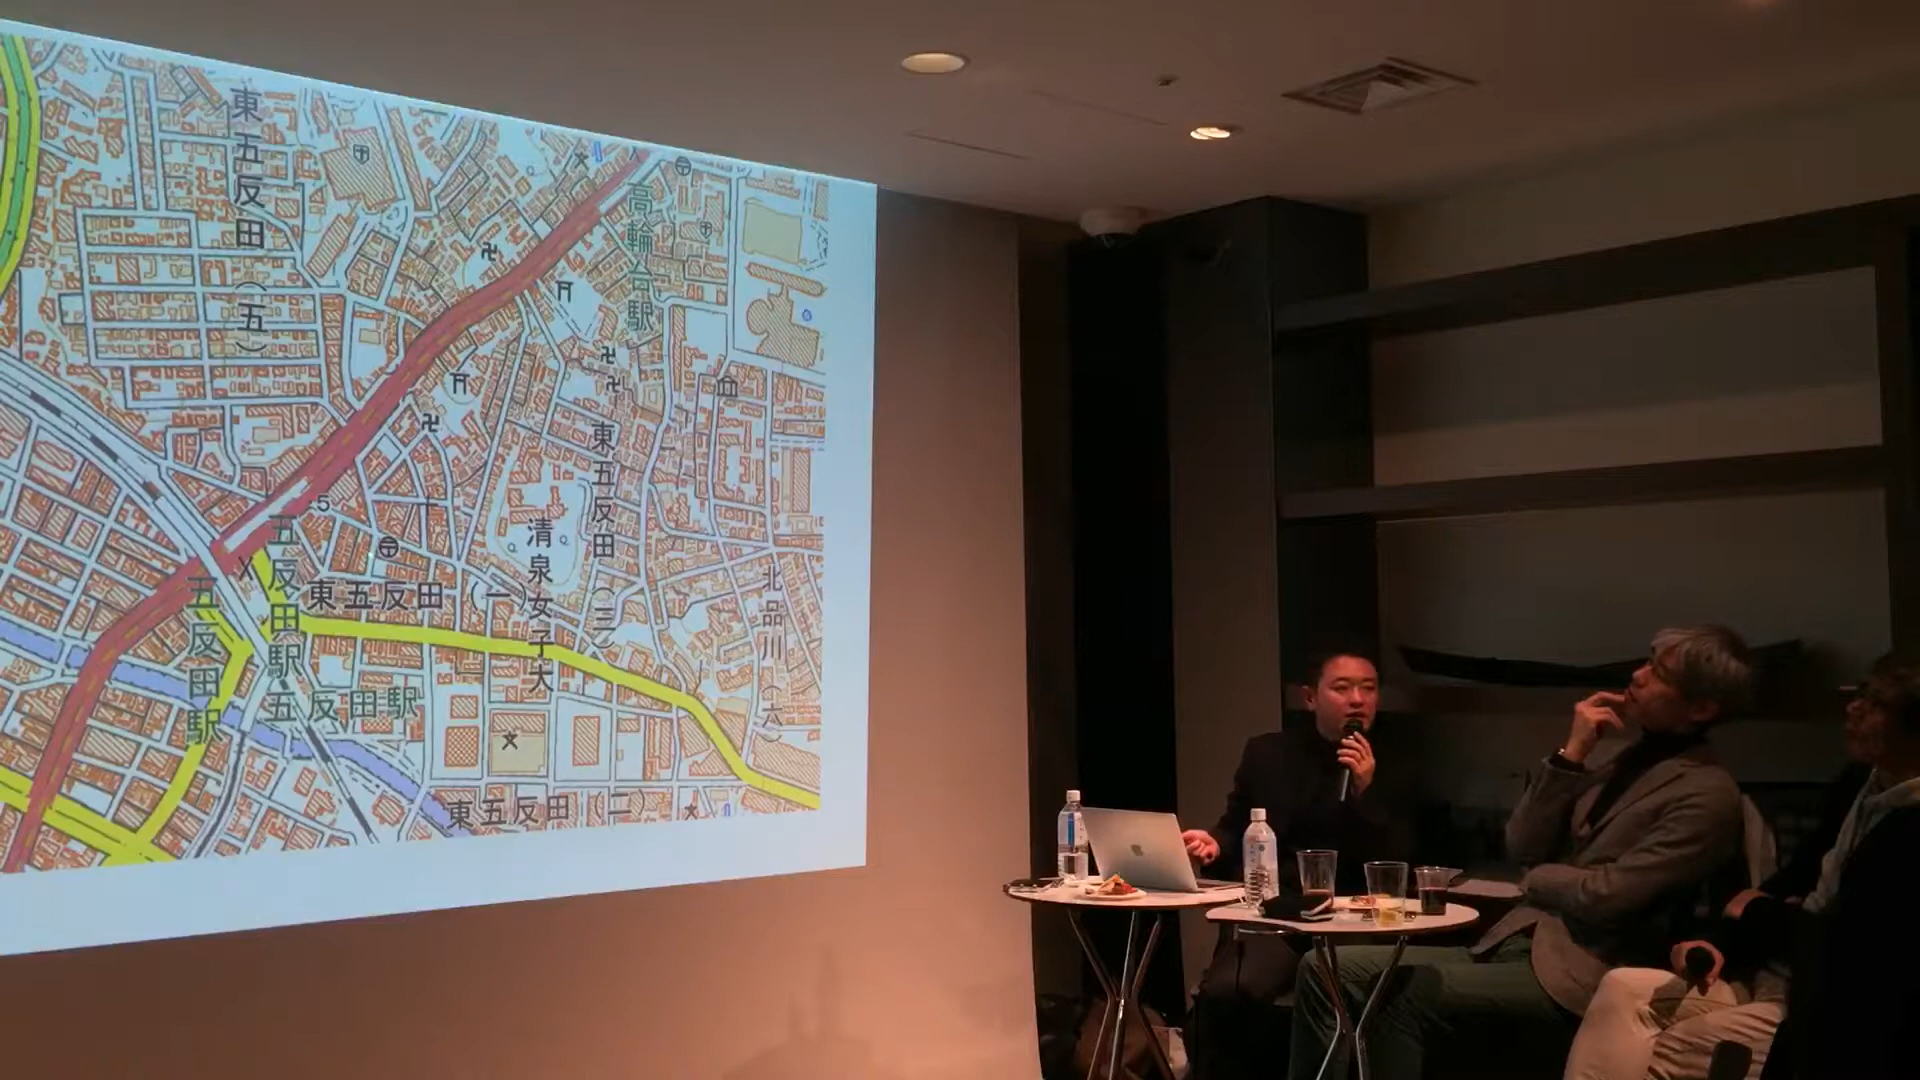 東五反田(五)
高輪台駅
東五反田(三)
清泉女子大
北品川(六)
5
五反田駅
東五反田(一)
五反田駅
五反田駅
東五反田(二)